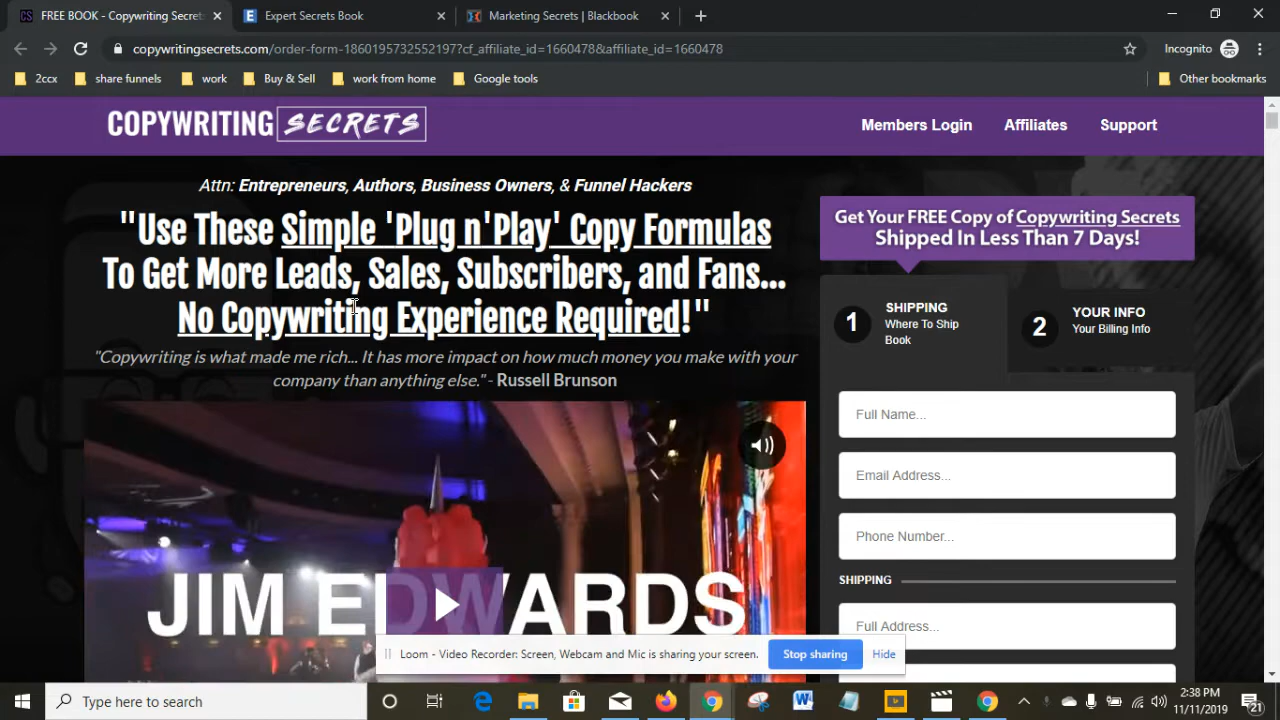 FREE BOOK - Copywriting Secrets
Expert Secrets Book
Marketing Secrets | Blackbook
copywritingsecrets.com/order-form-1860195732552197?cf_affiliate_id=1660478&affiliate_id=1660478
Incognito
2ccx
share funnels
work
Buy & Sell
work from home
Google tools
Other bookmarks
COPYWRITING SECRETS
Members Login
Affiliates
Support
Attn: Entrepreneurs, Authors, Business Owners, & Funnel Hackers
"Use These Simple 'Plug n'Play' Copy Formulas
To Get More Leads, Sales, Subscribers, and Fans...
No Copywriting Experience Required!"
"Copywriting is what made me rich... It has more impact on how much money you make with your
company than anything else." - Russell Brunson
JIM EDWARDS
Get Your FREE Copy of Copywriting Secrets
Shipped In Less Than 7 Days!
1
SHIPPING
Where To Ship
Book
2
YOUR INFO
Your Billing Info
Full Name...
Email Address...
Phone Number...
SHIPPING
Full Address...
Loom - Video Recorder: Screen, Webcam and Mic is sharing your screen.
Stop sharing
Hide
Type here to search
2:38 PM
11/11/2019
21